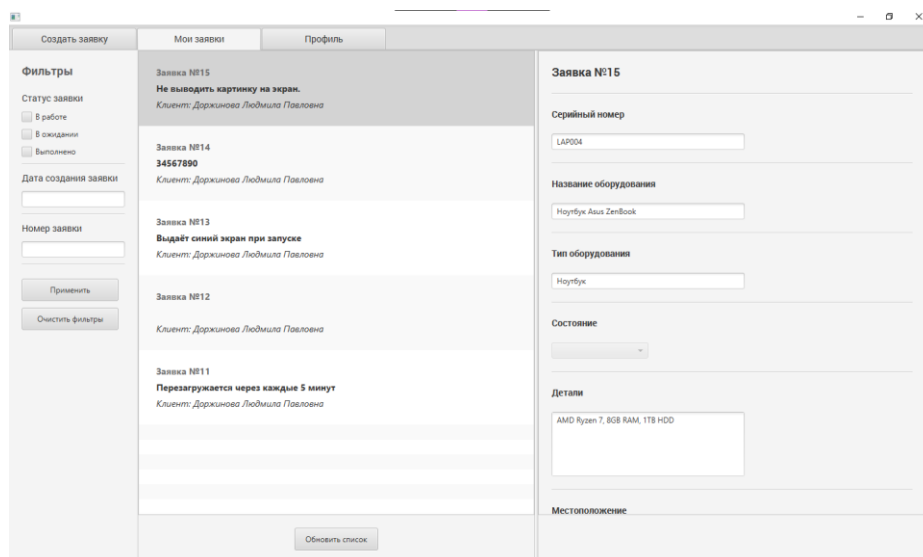 Создать заявку
Мои заявки
Профиль
Фильтры
Статус заявки
В работе
В ожидании
Выполнено
Дата создания заявки
Номер заявки
Применить
Очистить фильтры
Заявка №15
Не выводить картинку на экран.
Клиент: Доржинова Людмила Павловна
Заявка №14
34567890
Клиент: Доржинова Людмила Павловна
Заявка №13
Выдаёт синий экран при запуске
Клиент: Доржинова Людмила Павловна
Заявка №12
Клиент: Доржинова Людмила Павловна
Заявка №11
Перезагружается через каждые 5 минут
Клиент: Доржинова Людмила Павловна
Обновить список
Заявка №15
Серийный номер
LAP004
Название оборудования
Ноутбук Asus ZenBook
Тип оборудования
Ноутбук
Состояние
Детали
AMD Ryzen 7, 8GB RAM, 1TB HDD
Местоположение